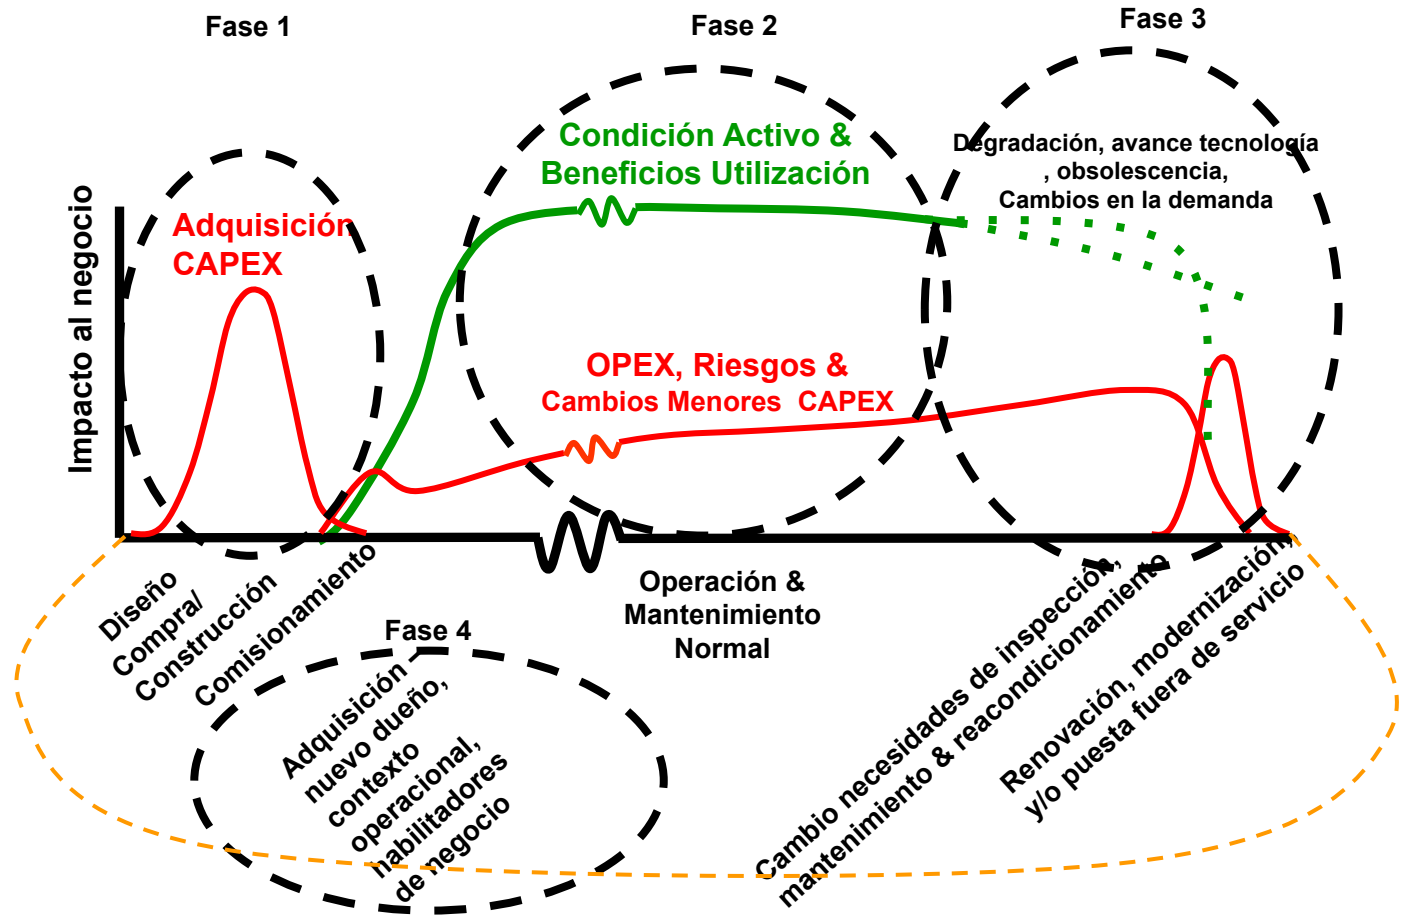 Fase 1
Fase 2
Fase 3
Condición Activo &
Beneficios Utilización
Degradación, avance tecnología
, obsolescencia,
Cambios en la demanda
Adquisición
CAPEX
Impacto al negocio
OPEX, Riesgos &
Cambios Menores CAPEX
Diseño
Compra/
Construcción
Comisionamiento
Operación &
Mantenimiento
Normal
Cambio necesidades de inspección,
mantenimiento & reacondicionamiento
Renovación, modernización,
y/o puesta fuera de servicio
Fase 4
Adquisición –
nuevo dueño,
contexto
operacional,
habilitadores
de negocio